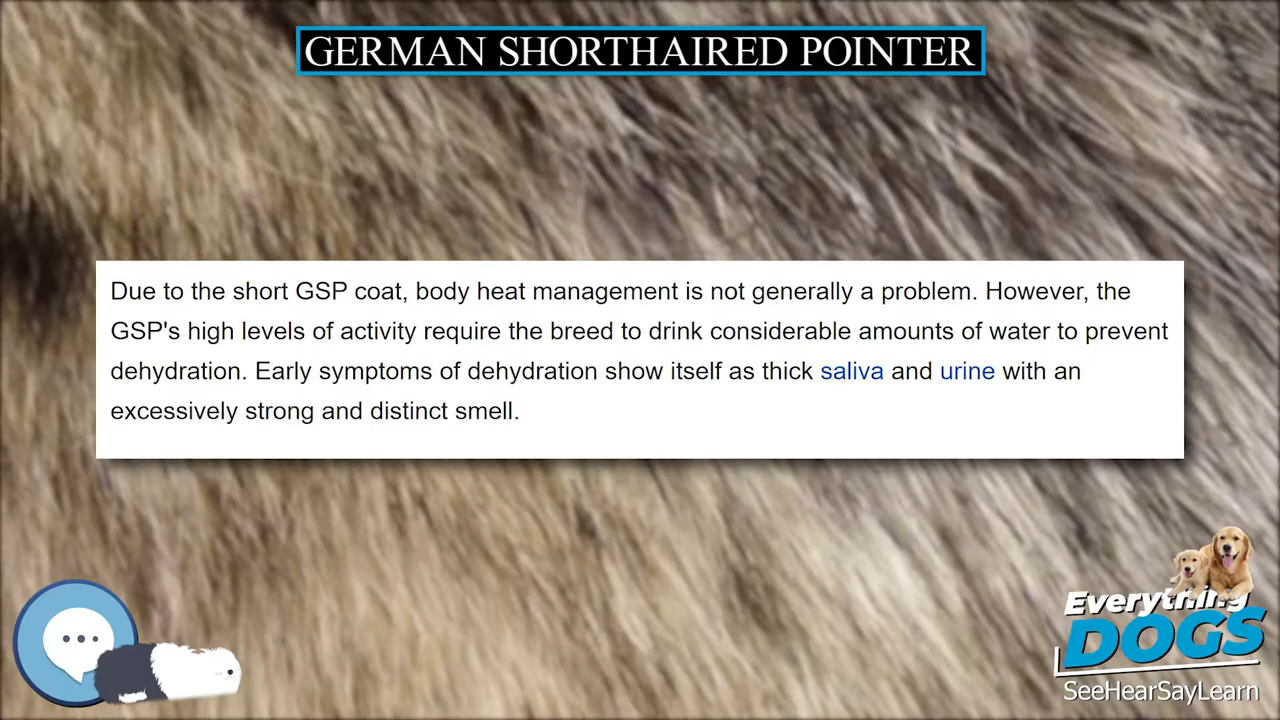 GERMAN SHORTHAIRED POINTER
Due to the short GSP coat, body heat management is not generally a problem. However, the
GSP's high levels of activity require the breed to drink considerable amounts of water to prevent
dehydration. Early symptoms of dehydration show itself as thick saliva and urine with an
excessively strong and distinct smell.
Everything
DOGS
SeeHearSayLearn